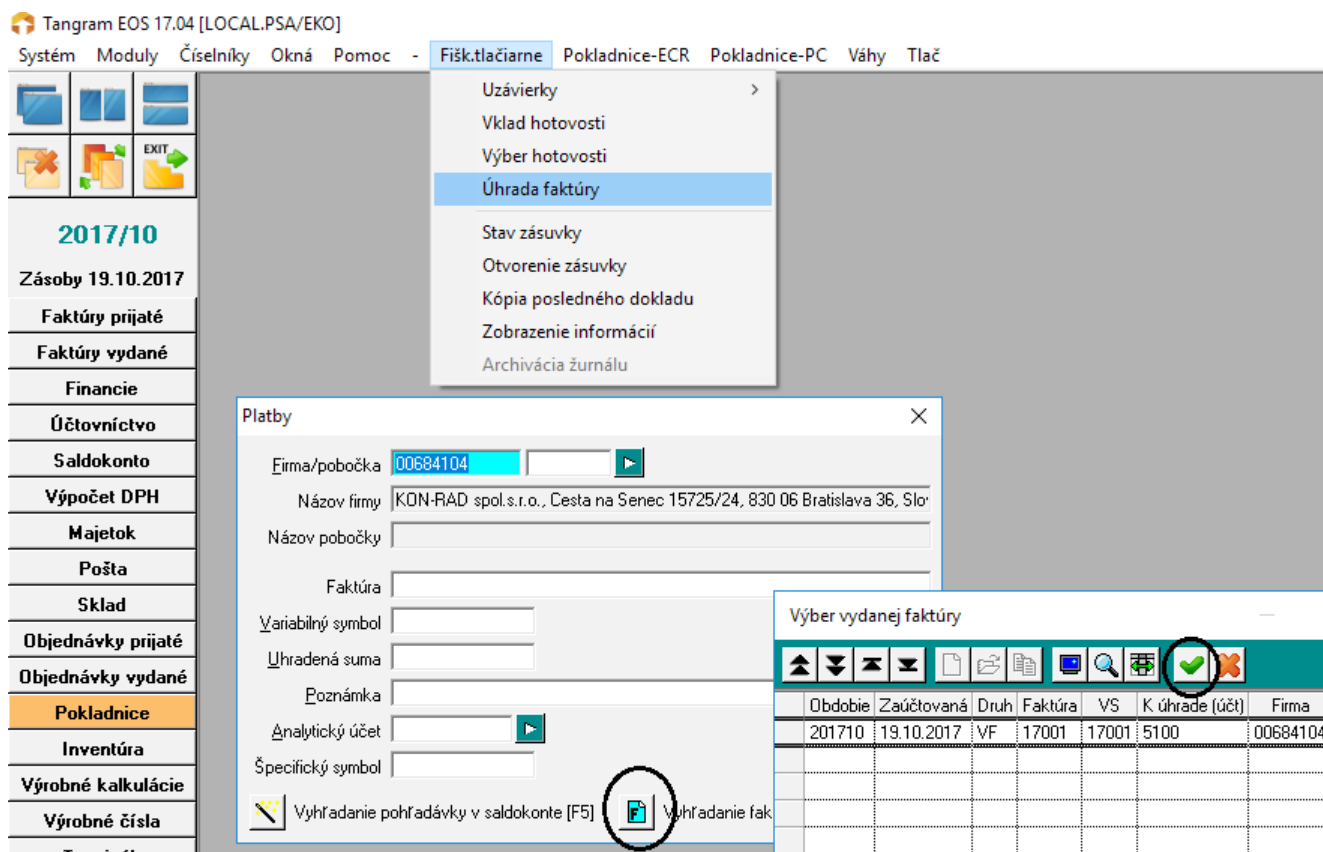 Tangram EOS 17.04 [LOCAL.PSA/EKO]
Systém Moduly Číselníky Okná Pomoc - Fišk.tlačiarne Pokladnice-ECR Pokladnice-PC Váhy Tlač
Uzávierky
Vklad hotovosti
Výber hotovosti
Úhrada faktúry
Stav zásuvky
Otvorenie zásuvky
Kópia posledného dokladu
Zobrazenie informácií
Archivácia žurnálu
EXIT
2017/10
Zásoby 19.10.2017
Faktúry prijaté
Faktúry vydané
Financie
Účtovníctvo
Saldokonto
Výpočet DPH
Majetok
Pošta
Sklad
Objednávky prijaté
Objednávky vydané
Pokladnice
Inventúra
Výrobné kalkulácie
Výrobné čísla
Platby
Firma/pobočka 00684104
Názov firmy KON-RAD spol.s.r.o., Cesta na Senec 15725/24, 830 06 Bratislava 36, Slo
Názov pobočky
Faktúra
Variabilný symbol
Uhradená suma
Poznámka
Analytický účet
Špecifický symbol
Vyhľadanie pohľadávky v saldokonte [F5] F Vyhľadanie fak
Výber vydanej faktúry
Obdobie Zaúčtovaná Druh Faktúra VS K úhrade (účt) Firma
201710 19.10.2017 VF 17001 17001 5100 00684104